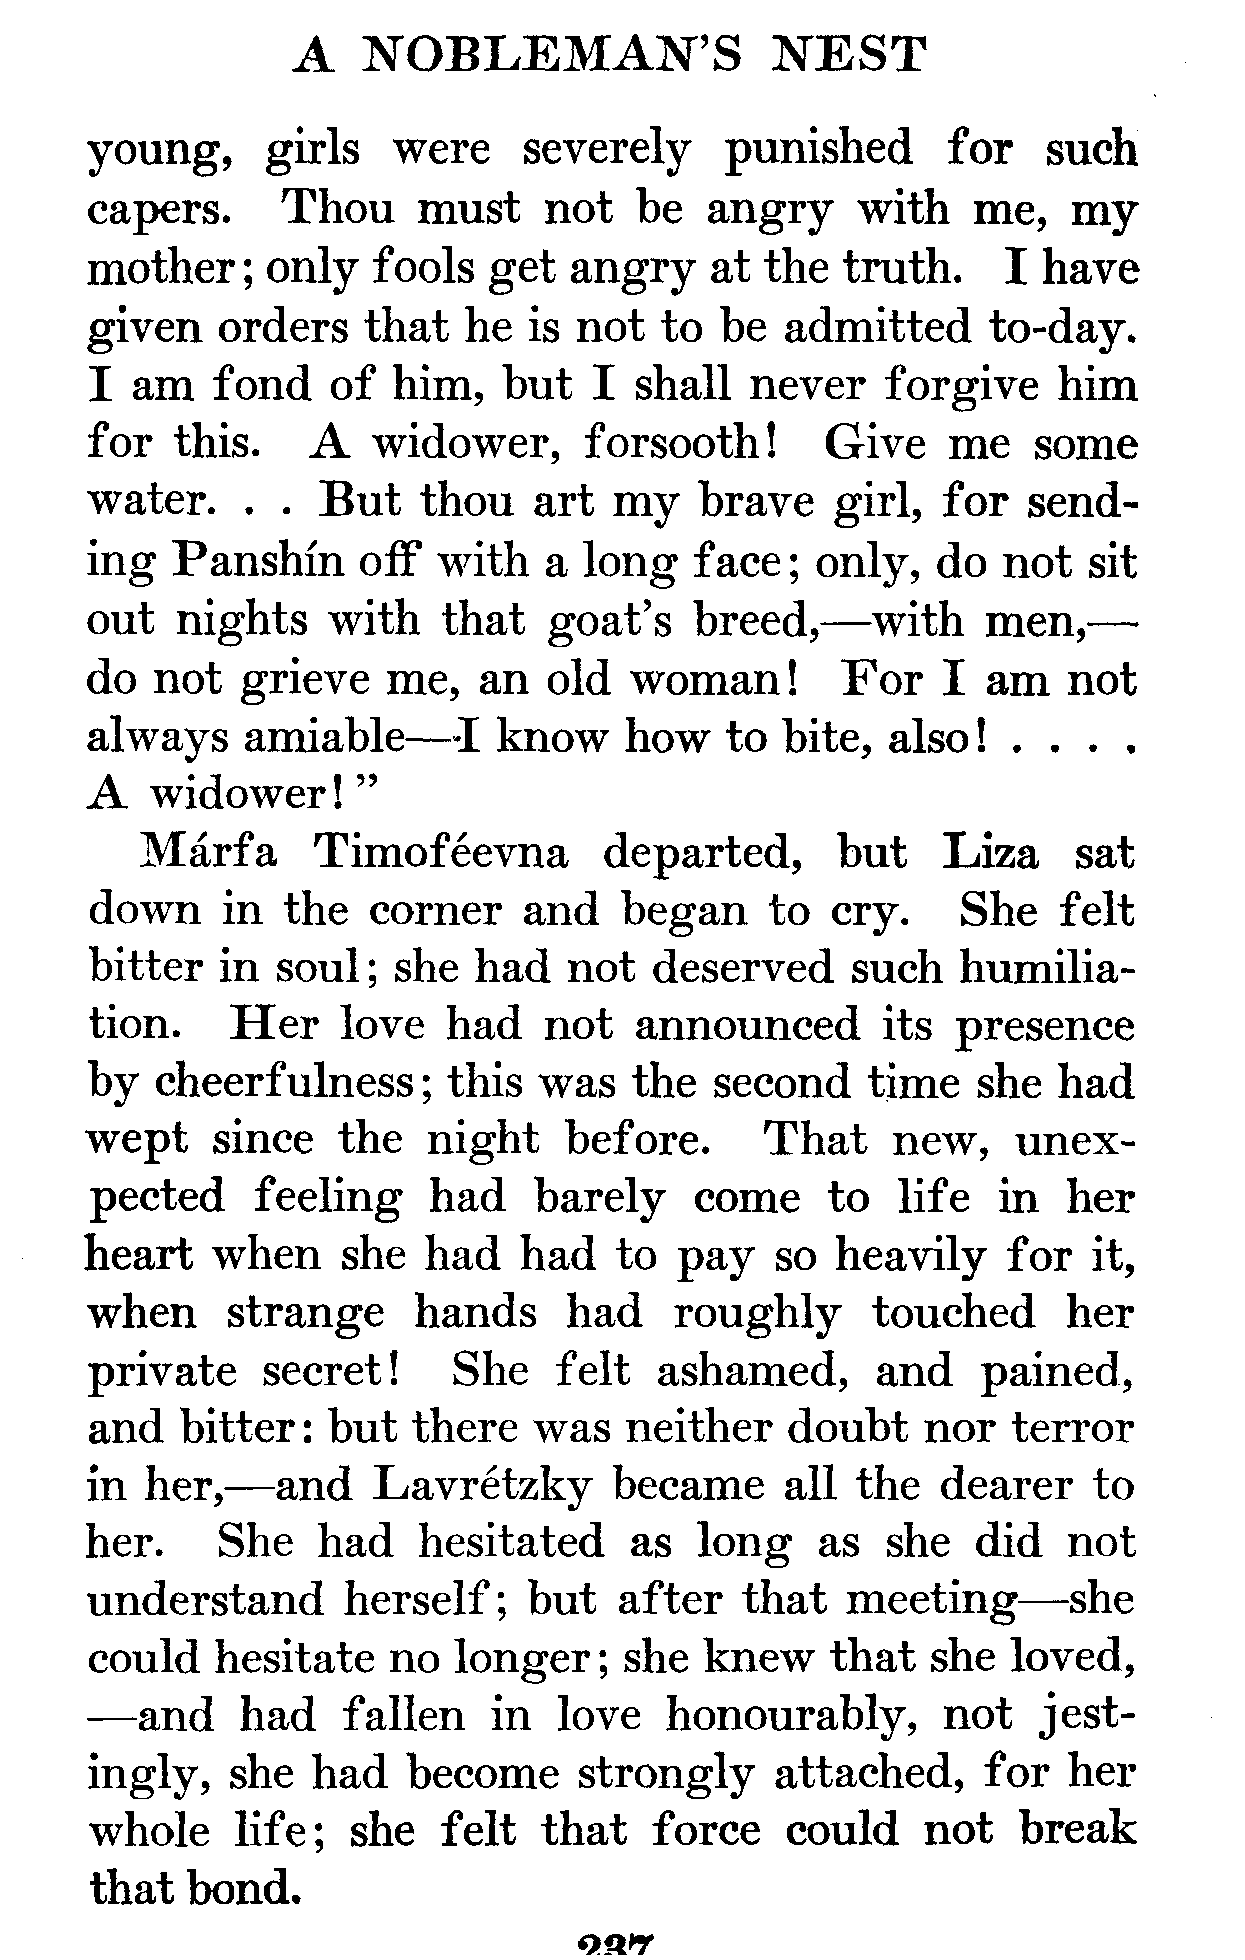 A NOBLEMAN'S NEST
young, girls were severely punished for such
capers. Thou must not be angry with me, my
mother; only fools get angry at the truth. I have
given orders that he is not to be admitted to-day.
I am fond of him, but I shall never forgive him
for this. A widower, forsooth! Give me some
water. . . But thou art my brave girl, for send-
ing Panshín off with a long face; only, do not sit
out nights with that goat's breed,—with men,—
do not grieve me, an old woman! For I am not
always amiable—I know how to bite, also! . . . .
A widower!"
Márfa Timoféevna departed, but Liza sat
down in the corner and began to cry. She felt
bitter in soul; she had not deserved such humilia-
tion. Her love had not announced its presence
by cheerfulness; this was the second time she had
wept since the night before. That new, unex-
pected feeling had barely come to life in her
heart when she had had to pay so heavily for it,
when strange hands had roughly touched her
private secret! She felt ashamed, and pained,
and bitter: but there was neither doubt nor terror
in her,—and Lavrétzky became all the dearer to
her. She had hesitated as long as she did not
understand herself; but after that meeting—she
could hesitate no longer; she knew that she loved,
—and had fallen in love honourably, not jest-
ingly, she had become strongly attached, for her
whole life; she felt that force could not break
that bond.
237